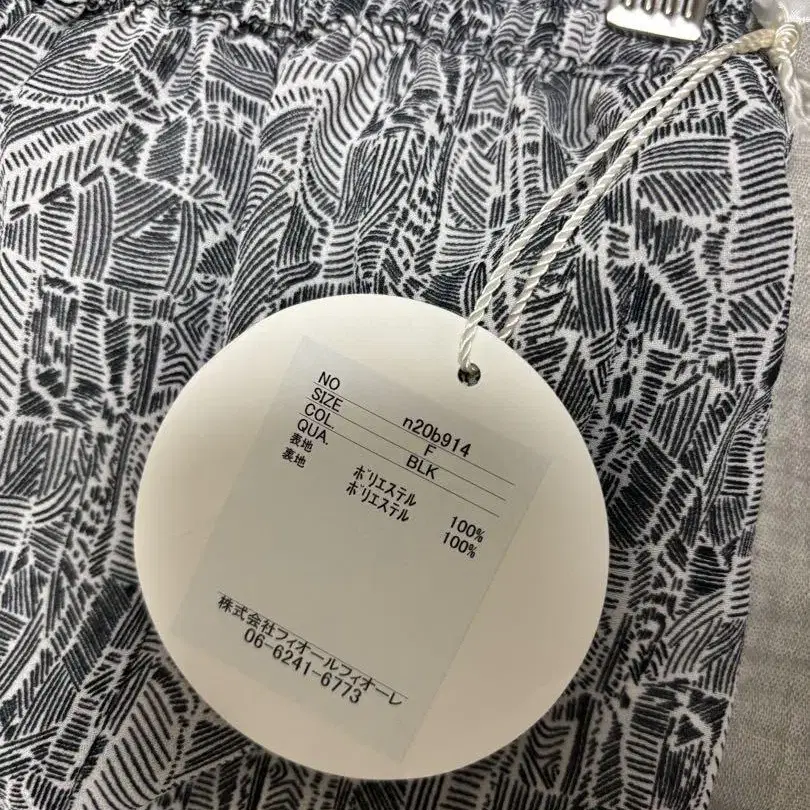 NO n20b914
SIZE F
COL. BLK
QUA.
表地 ポリエステル 100%
裏地 ポリエステル 100%
株式会社フィオールフィオーレ
06-6241-6773